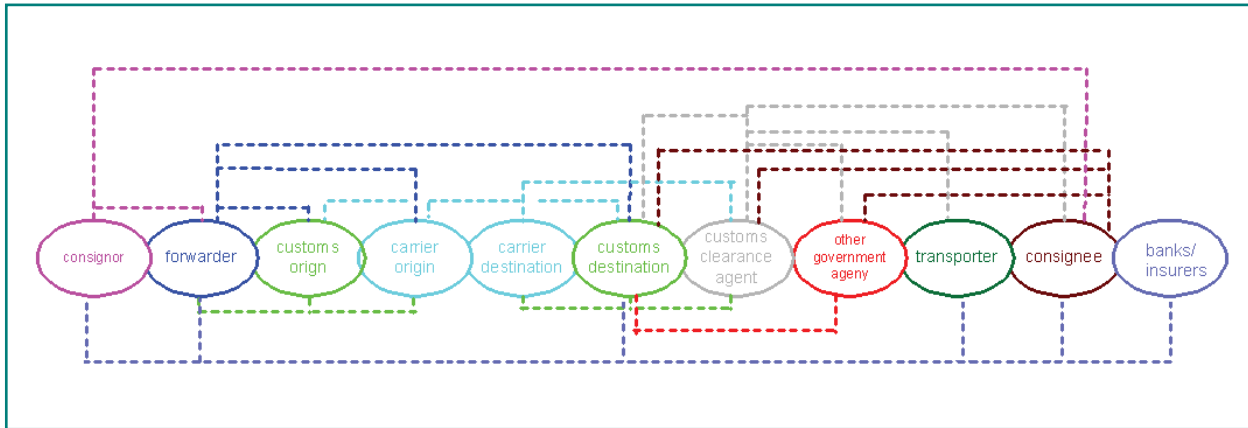 consignor
forwarder
customs
orign
carrier
origin
carrier
destination
customs
destination
customs
clearance
agent
other
government
ageny
transporter
consignee
banks/
insurers